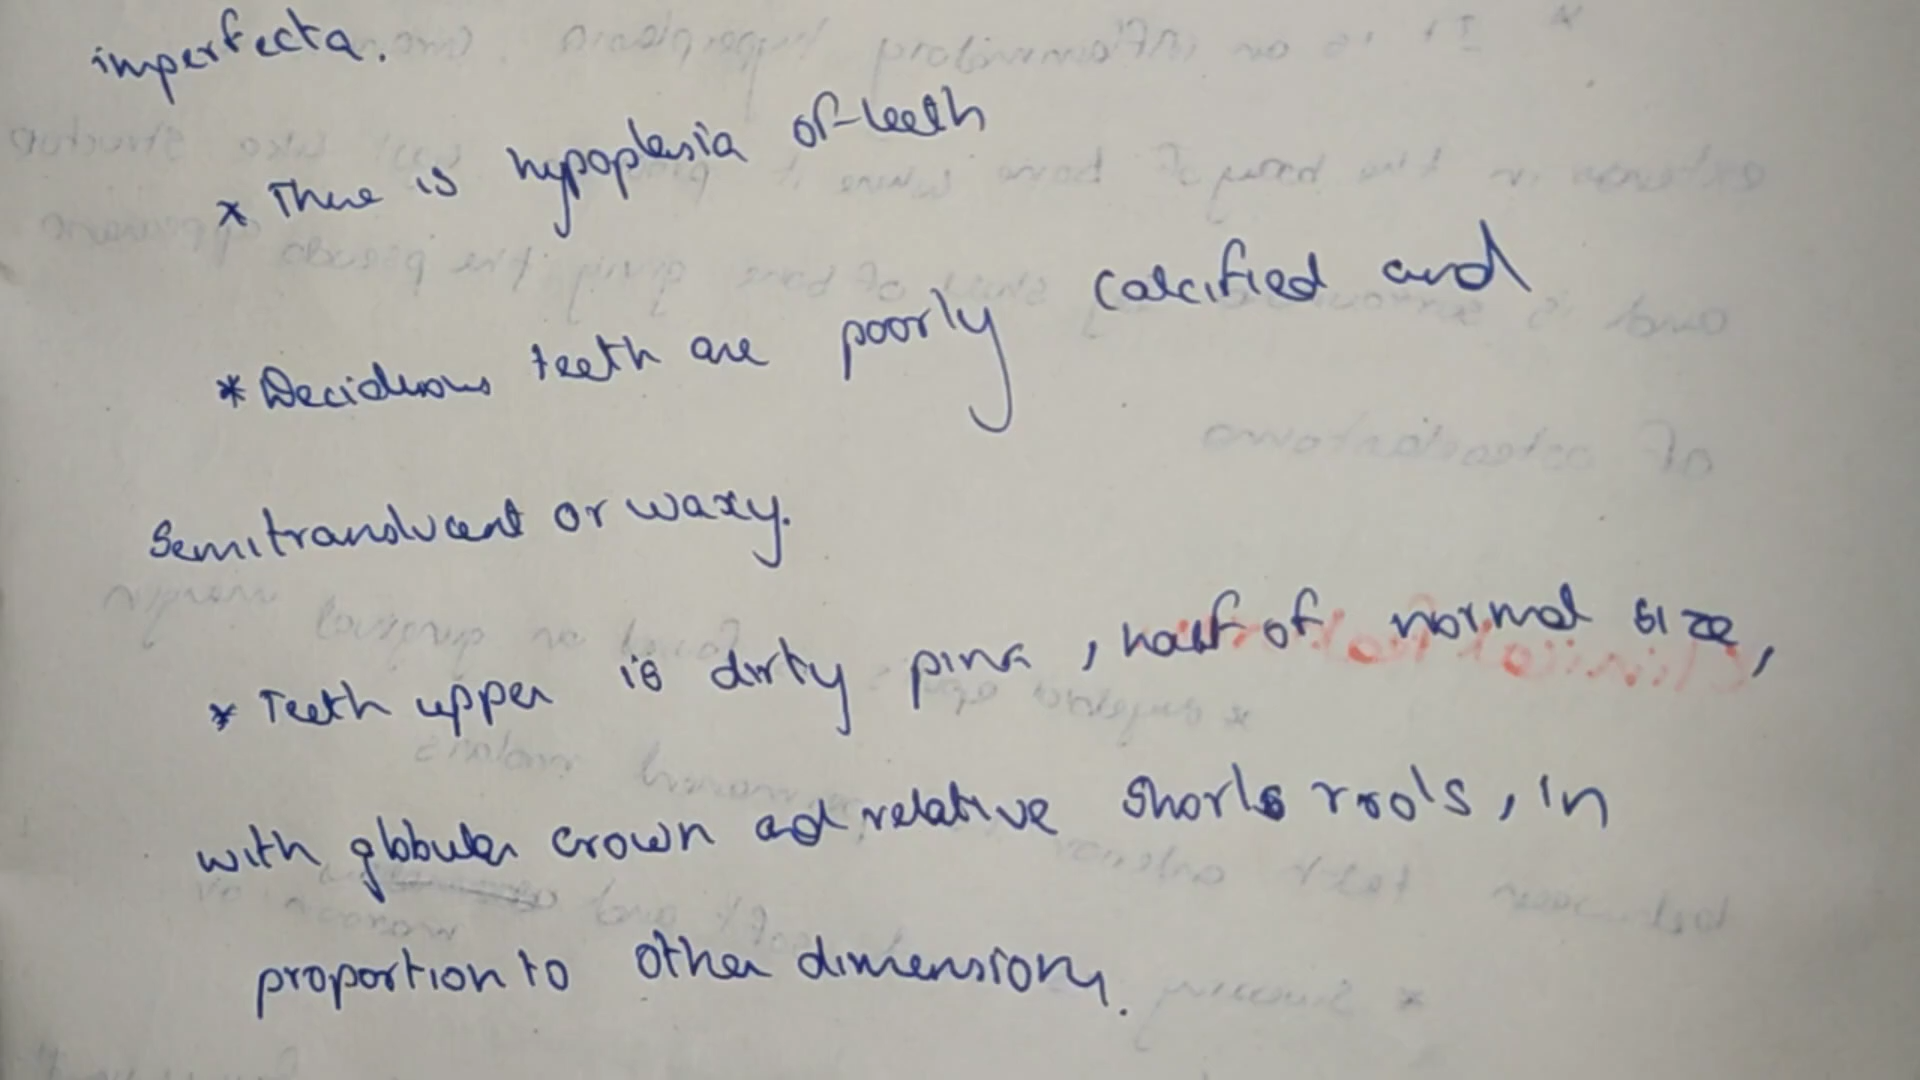 imperfecta.
* There is hypoplasia of teeth
* Deciduous teeth are poorly calcified and
Semitranslucent or waxy.
* Teeth upper is dirty pink, half of normal size,
with globular crown and relative shorts roots, in
proportion to other dimensions.